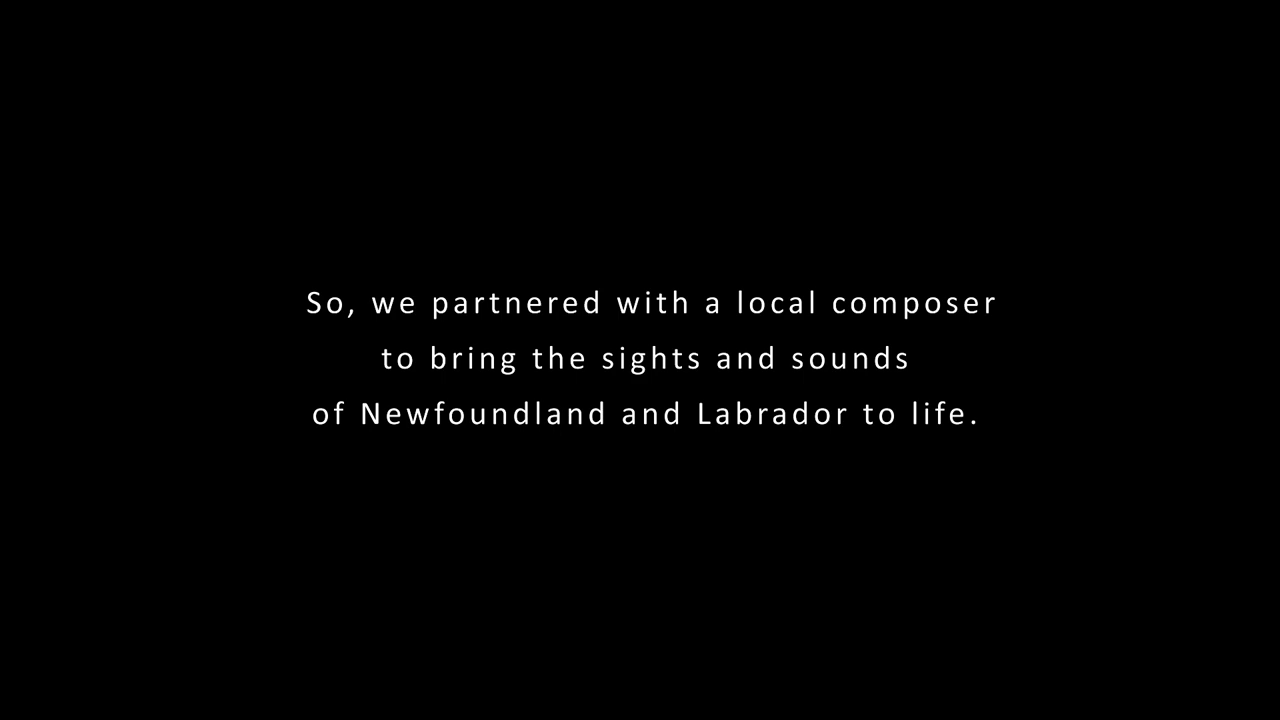 So, we partnered with a local composer
to bring the sights and sounds
of Newfoundland and Labrador to life.